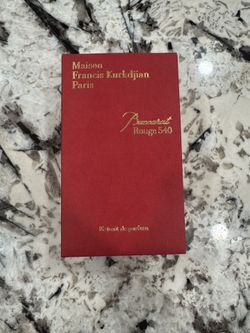 Maison
Francis Kurkdjian
Paris
Baccarat
Rouge 540
Extrait de parfum